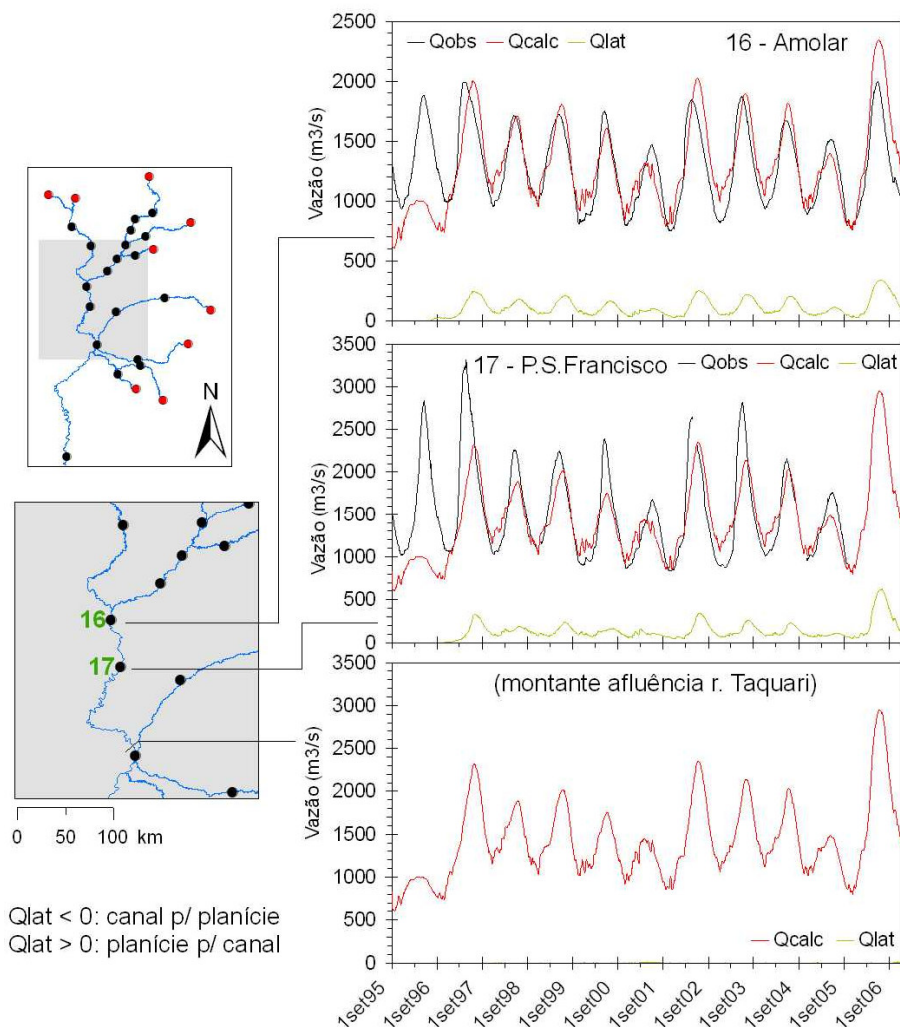 2500
2000
1500
1000
500
0
Vazão (m3/s)
Qobs Qcalc Qlat
16 - Amolar
N
3500
3000
2500
2000
1500
1000
500
0
Vazão (m3/s)
17 - P.S.Francisco
Qobs Qcalc Qlat
16
17
0 50 100 km
3500
3000
2500
2000
1500
1000
500
0
Vazão (m3/s)
(montante afluência r. Taquari)
Qcalc Qlat
Qlat < 0: canal p/ planície
Qlat > 0: planície p/ canal
1set95
1set96
1set97
1set98
1set99
1set00
1set01
1set02
1set03
1set04
1set05
1set06